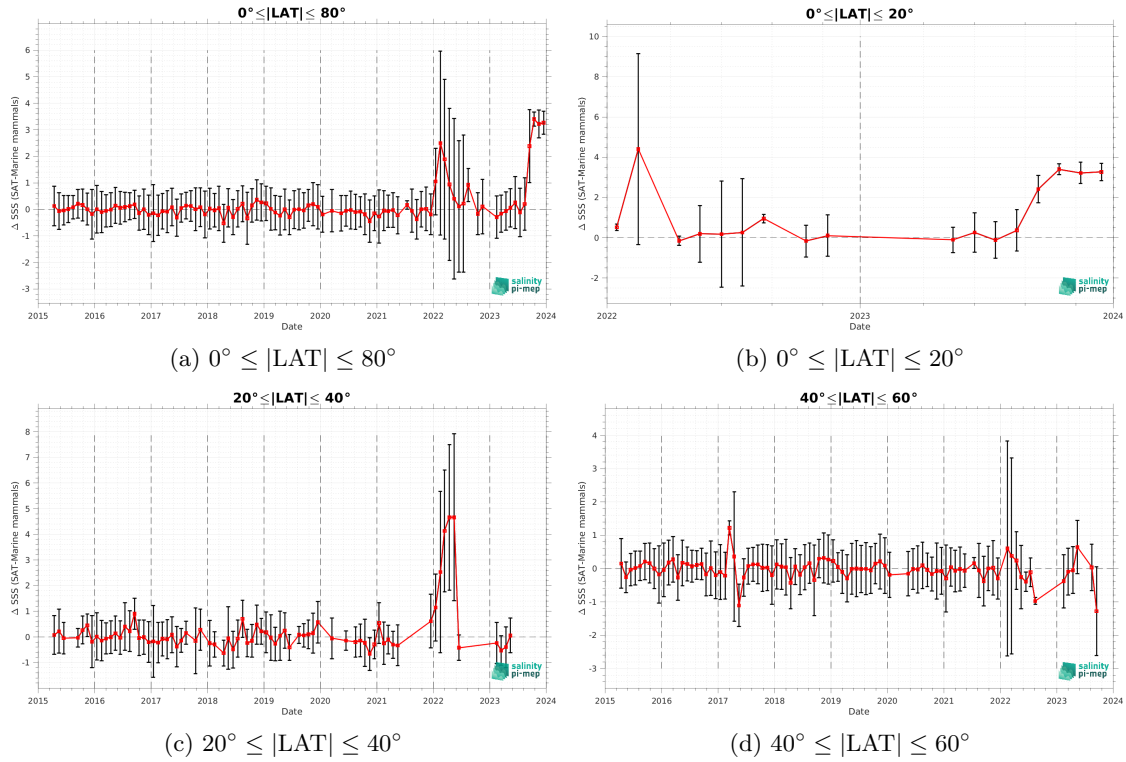 0°≤|LAT|≤ 80°
Δ SSS (SAT-Marine mammals)
6
5
4
3
2
1
0
-1
-2
-3
2015 2016 2017 2018 2019 2020 2021 2022 2023 2024
Date
salinity
pi-mep
(a) 0° ≤ |LAT| ≤ 80°
0°≤|LAT|≤ 20°
Δ SSS (SAT-Marine mammals)
10
8
6
4
2
0
-2
2022 2023 2024
Date
salinity
pi-mep
(b) 0° ≤ |LAT| ≤ 20°
20°≤|LAT|≤ 40°
Δ SSS (SAT-Marine mammals)
8
7
6
5
4
3
2
1
0
-1
2015 2016 2017 2018 2019 2020 2021 2022 2023 2024
Date
salinity
pi-mep
(c) 20° ≤ |LAT| ≤ 40°
40°≤|LAT|≤ 60°
Δ SSS (SAT-Marine mammals)
4
3
2
1
0
-1
-2
-3
2015 2016 2017 2018 2019 2020 2021 2022 2023 2024
Date
salinity
pi-mep
(d) 40° ≤ |LAT| ≤ 60°